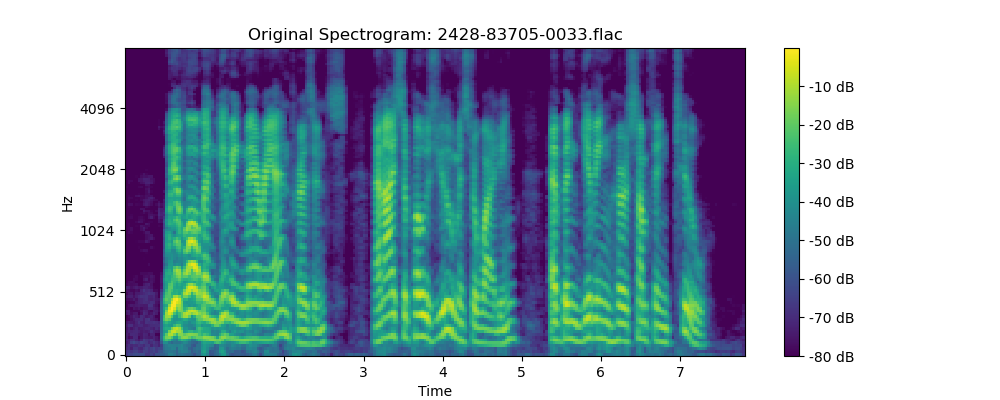 Original Spectrogram: 2428-83705-0033.flac
Hz
4096
2048
1024
512
0
0 1 2 3 4 5 6 7
Time
-10 dB
-20 dB
-30 dB
-40 dB
-50 dB
-60 dB
-70 dB
-80 dB